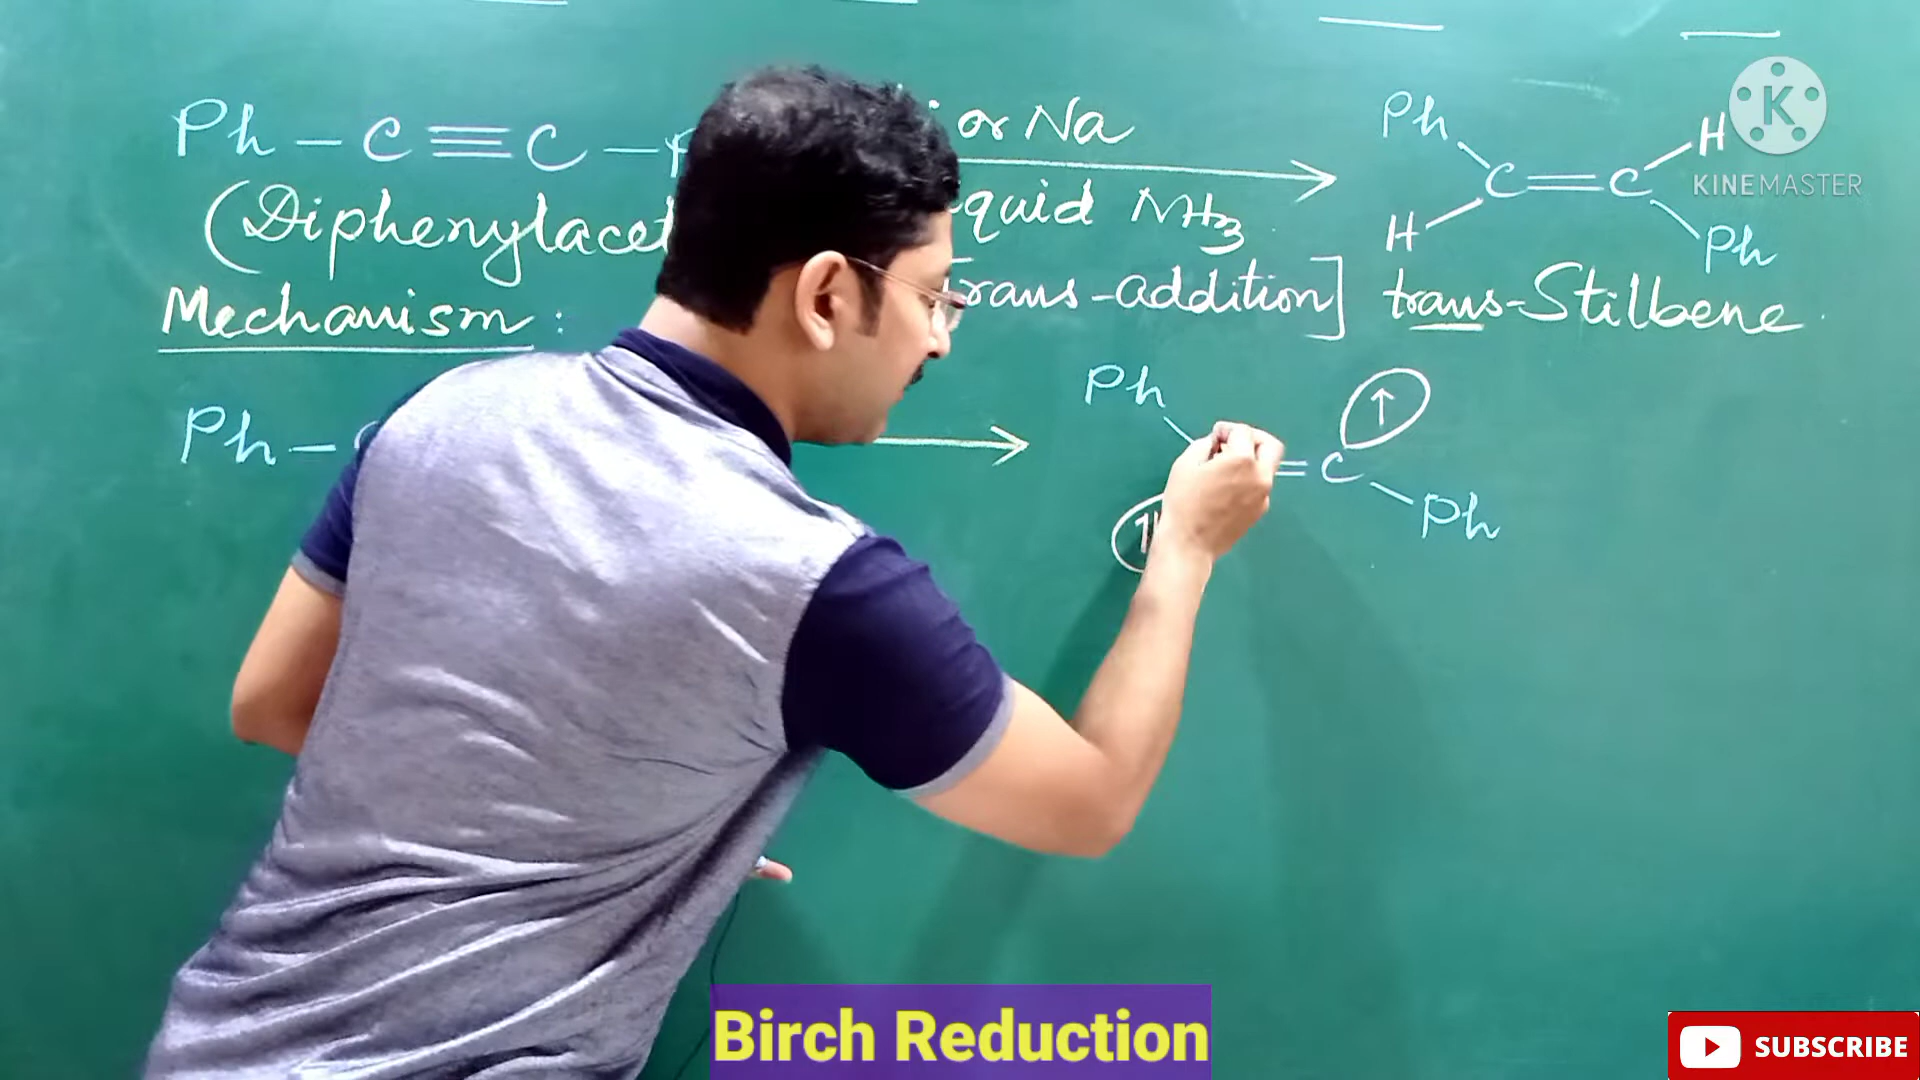 Ph – C ≡ C –
or Na
Ph
H
C = C
H
Ph
KINEMASTER
(Diphenylacet
quid NH3
Mechanism :
rans-addition]
trans-Stilbene
Ph –
Ph
↑
= C
Ph
Birch Reduction
SUBSCRIBE